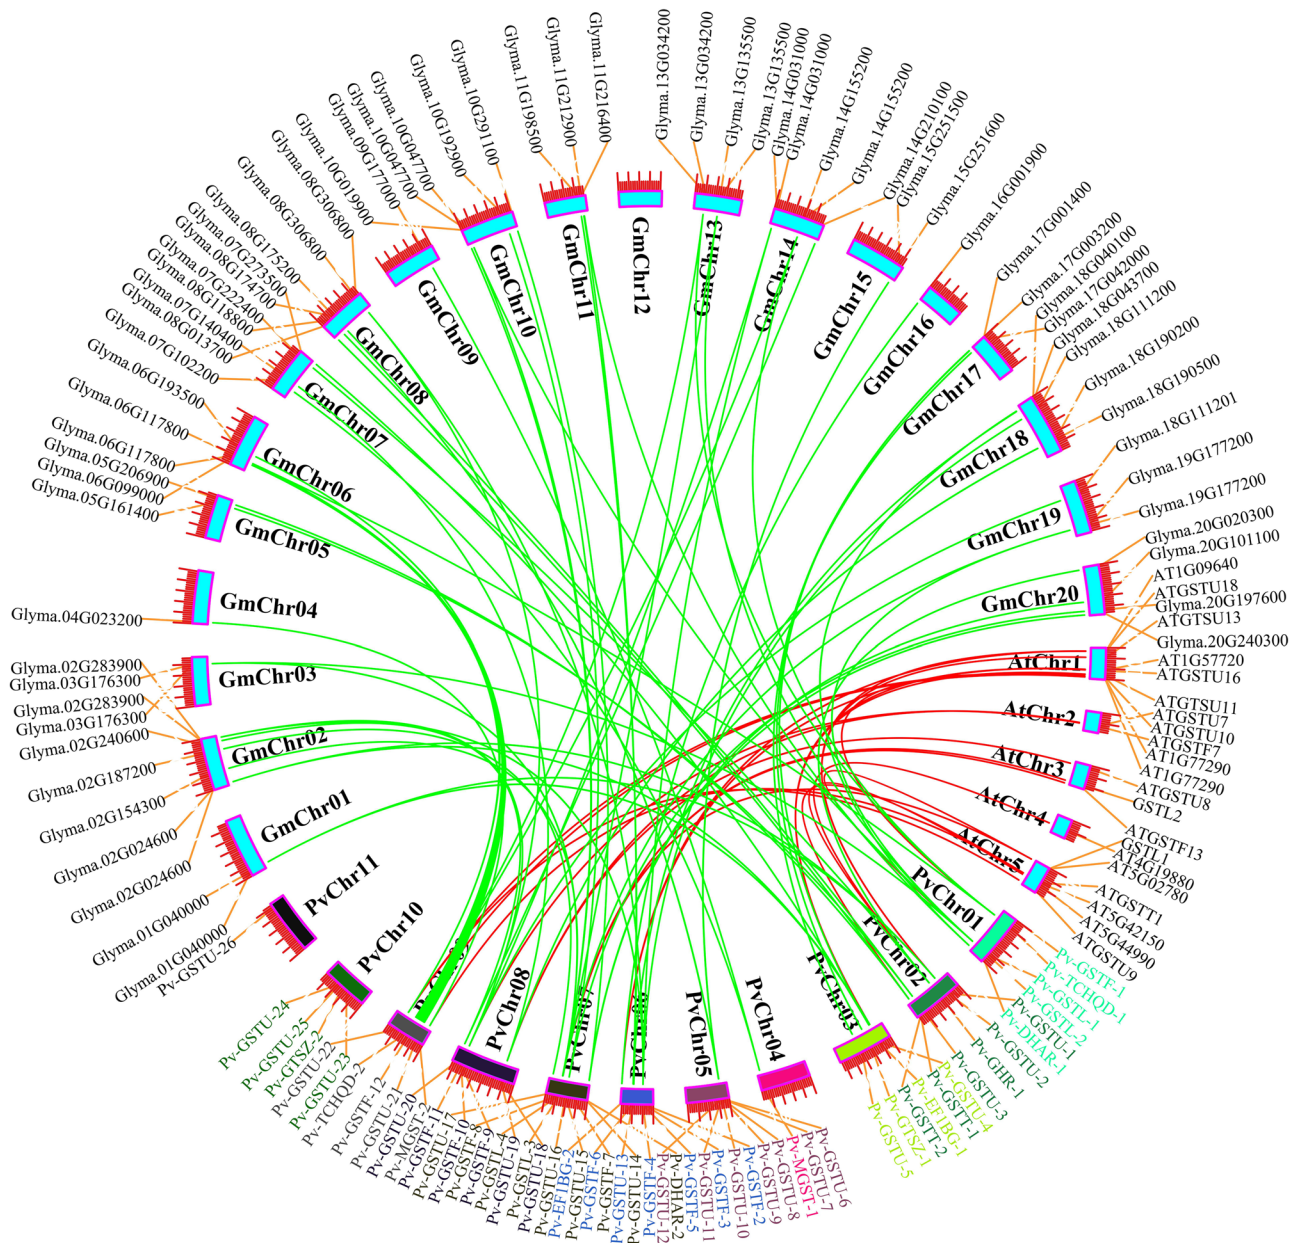 Glyma.13G034200
Glyma.13G034200
Glyma.13G135500
Glyma.13G135500
Glyma.14G031000
Glyma.14G031000
Glyma.14G155200
Glyma.14G155200
Glyma.14G210100
Glyma.15G251500
Glyma.15G251600
Glyma.16G001900
Glyma.17G001400
Glyma.17G003200
Glyma.18G040100
Glyma.17G042000
Glyma.18G043700
Glyma.18G111200
Glyma.18G190200
Glyma.18G190500
Glyma.18G111201
Glyma.19G177200
Glyma.19G177200
Glyma.20G020300
Glyma.20G101100
AT1G09640
ATGSTU18
Glyma.20G197600
ATGTSU13
Glyma.20G240300
AT1G57720
ATGSTU16
ATGTSU11
ATGSTU7
ATGSTU10
ATGSTF7
AT1G77290
AT1G77290
ATGSTU8
GSTL2
ATGSTF13
GSTL1
AT4G19880
AT5G02780
ATGSTT1
AT5G42150
AT5G44990
ATGSTU9
Pv-GSTF-1
Pv-TCHQD-1
Pv-GSTL-1
Pv-GSTL-2
Pv-DHAR-1
Pv-GSTU-1
Pv-GSTU-2
Pv-GHR-1
Pv-GSTU-3
Pv-GSTT-1
Pv-GSTT-2
Pv-GSTU-4
Pv-EF1BG-1
Pv-GTSZ-1
Pv-GSTU-5
Pv-GSTU-6
Pv-GSTU-7
Pv-MGST-1
Pv-GSTU-8
Pv-GSTU-9
Pv-GSTF-2
Pv-GSTU-10
Pv-GSTF-3
Pv-GSTU-11
Pv-GSTF-5
Pv-DHAR-2
Pv-GSTU-12
Pv-GSTF-4
Pv-GSTU-14
Pv-GSTU-13
Pv-GSTF-7
Pv-GSTF-6
Pv-GSTU-15
Pv-EF1BG-2
Pv-GSTU-16
Pv-GSTU-18
Pv-GSTL-3
Pv-GSTU-19
Pv-GSTL-4
Pv-GSTF-9
Pv-GSTF-8
Pv-GSTF-10
Pv-GSTU-17
Pv-GSTF-11
Pv-MGST-2
Pv-GSTU-20
Pv-GSTU-21
Pv-GSTF-12
Pv-TCHQD-2
Pv-GSTU-22
Pv-GSTU-23
Pv-GTSZ-2
Pv-GSTU-25
Pv-GSTU-24
Pv-GSTU-26
Glyma.01G040000
Glyma.01G040000
Glyma.02G024600
Glyma.02G024600
Glyma.02G154300
Glyma.02G187200
Glyma.02G240600
Glyma.03G176300
Glyma.02G283900
Glyma.03G176300
Glyma.02G283900
Glyma.04G023200
Glyma.05G161400
Glyma.06G099000
Glyma.05G206900
Glyma.06G117800
Glyma.06G117800
Glyma.06G193500
Glyma.07G102200
Glyma.08G013700
Glyma.07G140400
Glyma.08G118800
Glyma.07G222400
Glyma.08G174700
Glyma.07G273500
Glyma.08G175200
Glyma.08G306800
Glyma.08G306800
Glyma.10G019900
Glyma.09G177000
Glyma.10G047700
Glyma.10G047700
Glyma.10G192900
Glyma.10G291100
Glyma.11G198500
Glyma.11G212900
Glyma.11G216400
GmChr01
GmChr02
GmChr03
GmChr04
GmChr05
GmChr06
GmChr07
GmChr08
GmChr09
GmChr10
GmChr11
GmChr12
GmChr13
GmChr14
GmChr15
GmChr16
GmChr17
GmChr18
GmChr19
GmChr20
AtChr1
AtChr2
AtChr3
AtChr4
AtChr5
PvChr01
PvChr02
PvChr03
PvChr04
PvChr05
PvChr07
PvChr08
PvChr10
PvChr11